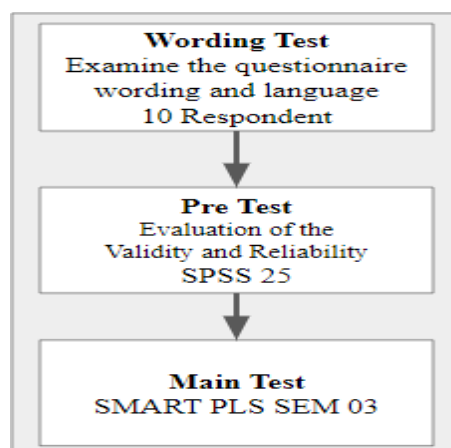 Wording Test
Examine the questionnaire
wording and language
10 Respondent
Pre Test
Evaluation of the
Validity and Reliability
SPSS 25
Main Test
SMART PLS SEM 03